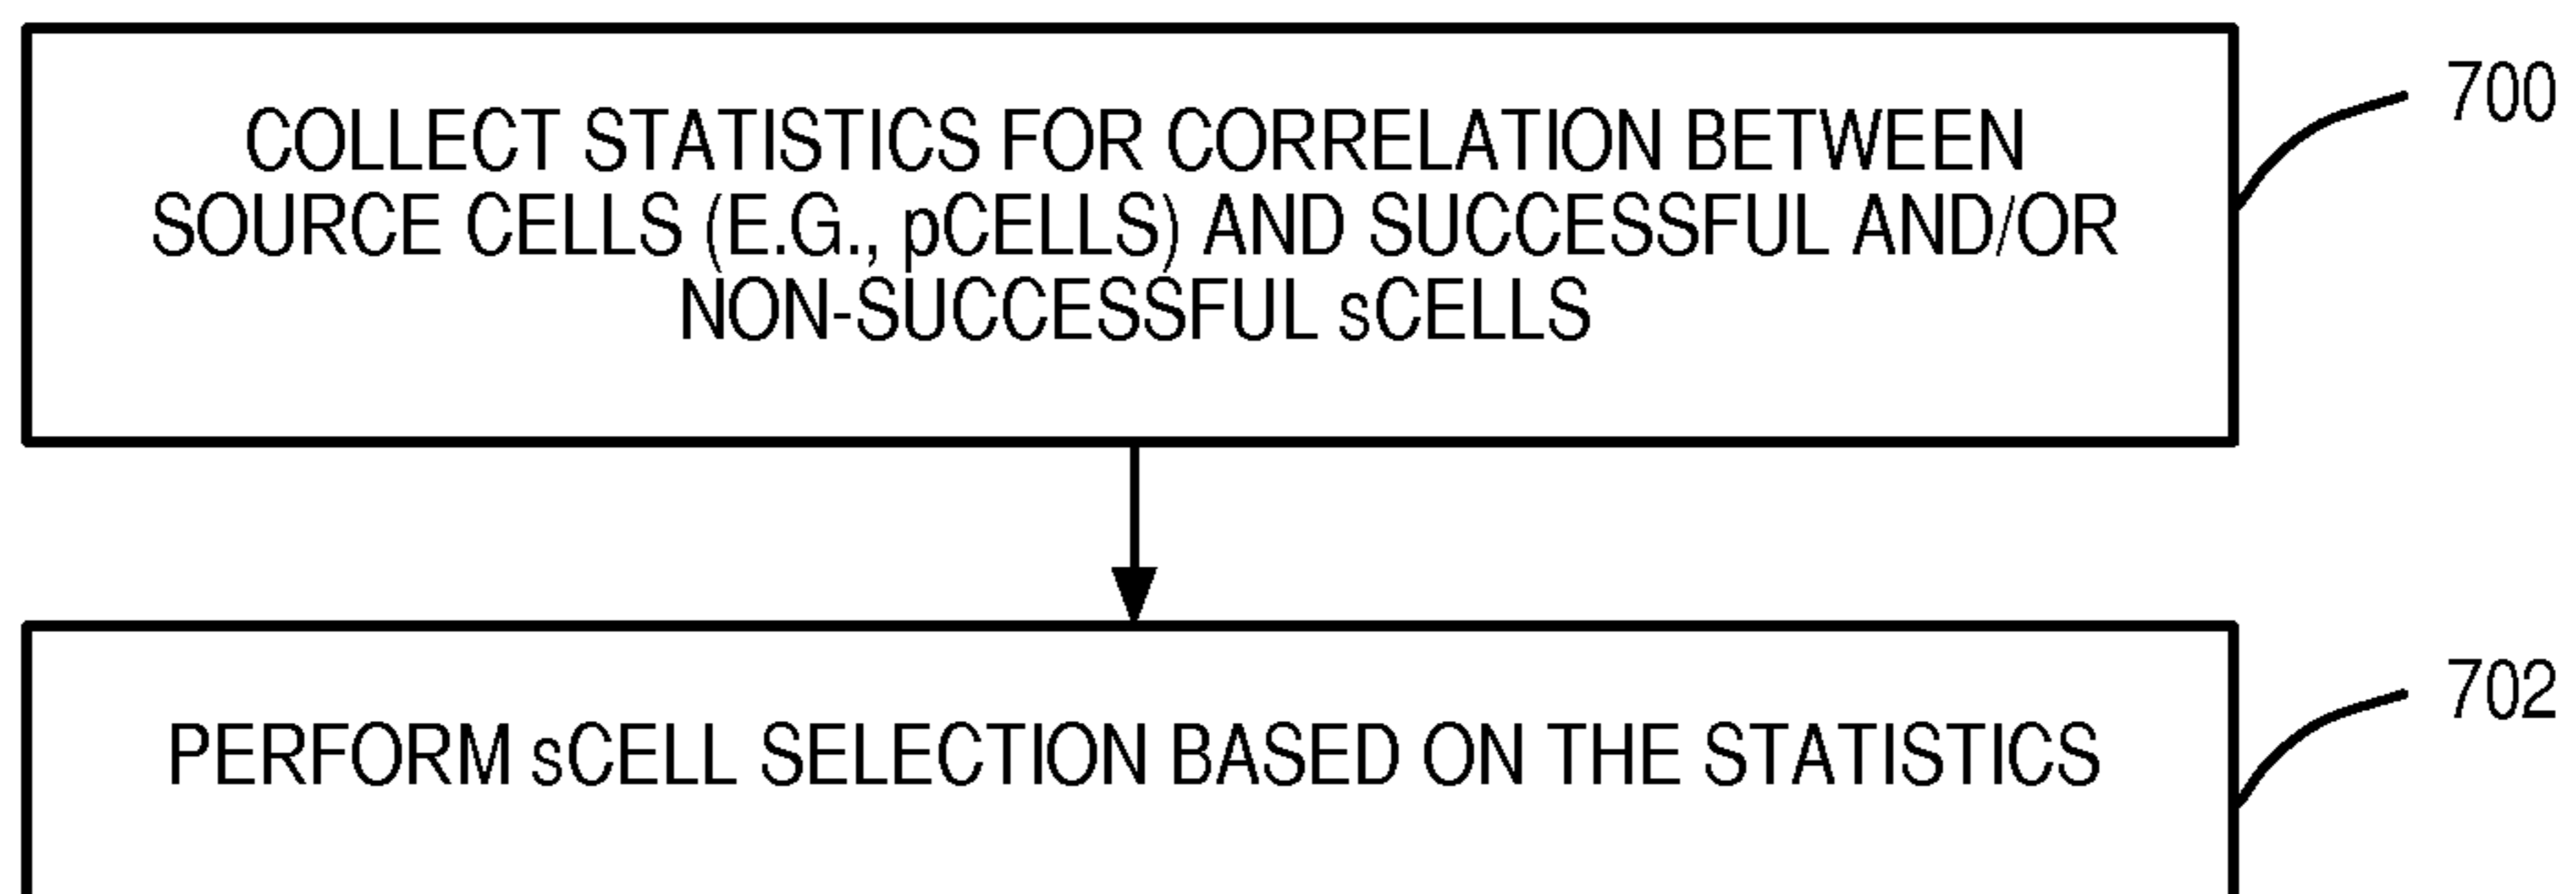 COLLECT STATISTICS FOR CORRELATION BETWEEN
SOURCE CELLS (E.G., pCELLS) AND SUCCESSFUL AND/OR
NON-SUCCESSFUL sCELLS
700
PERFORM sCELL SELECTION BASED ON THE STATISTICS
702